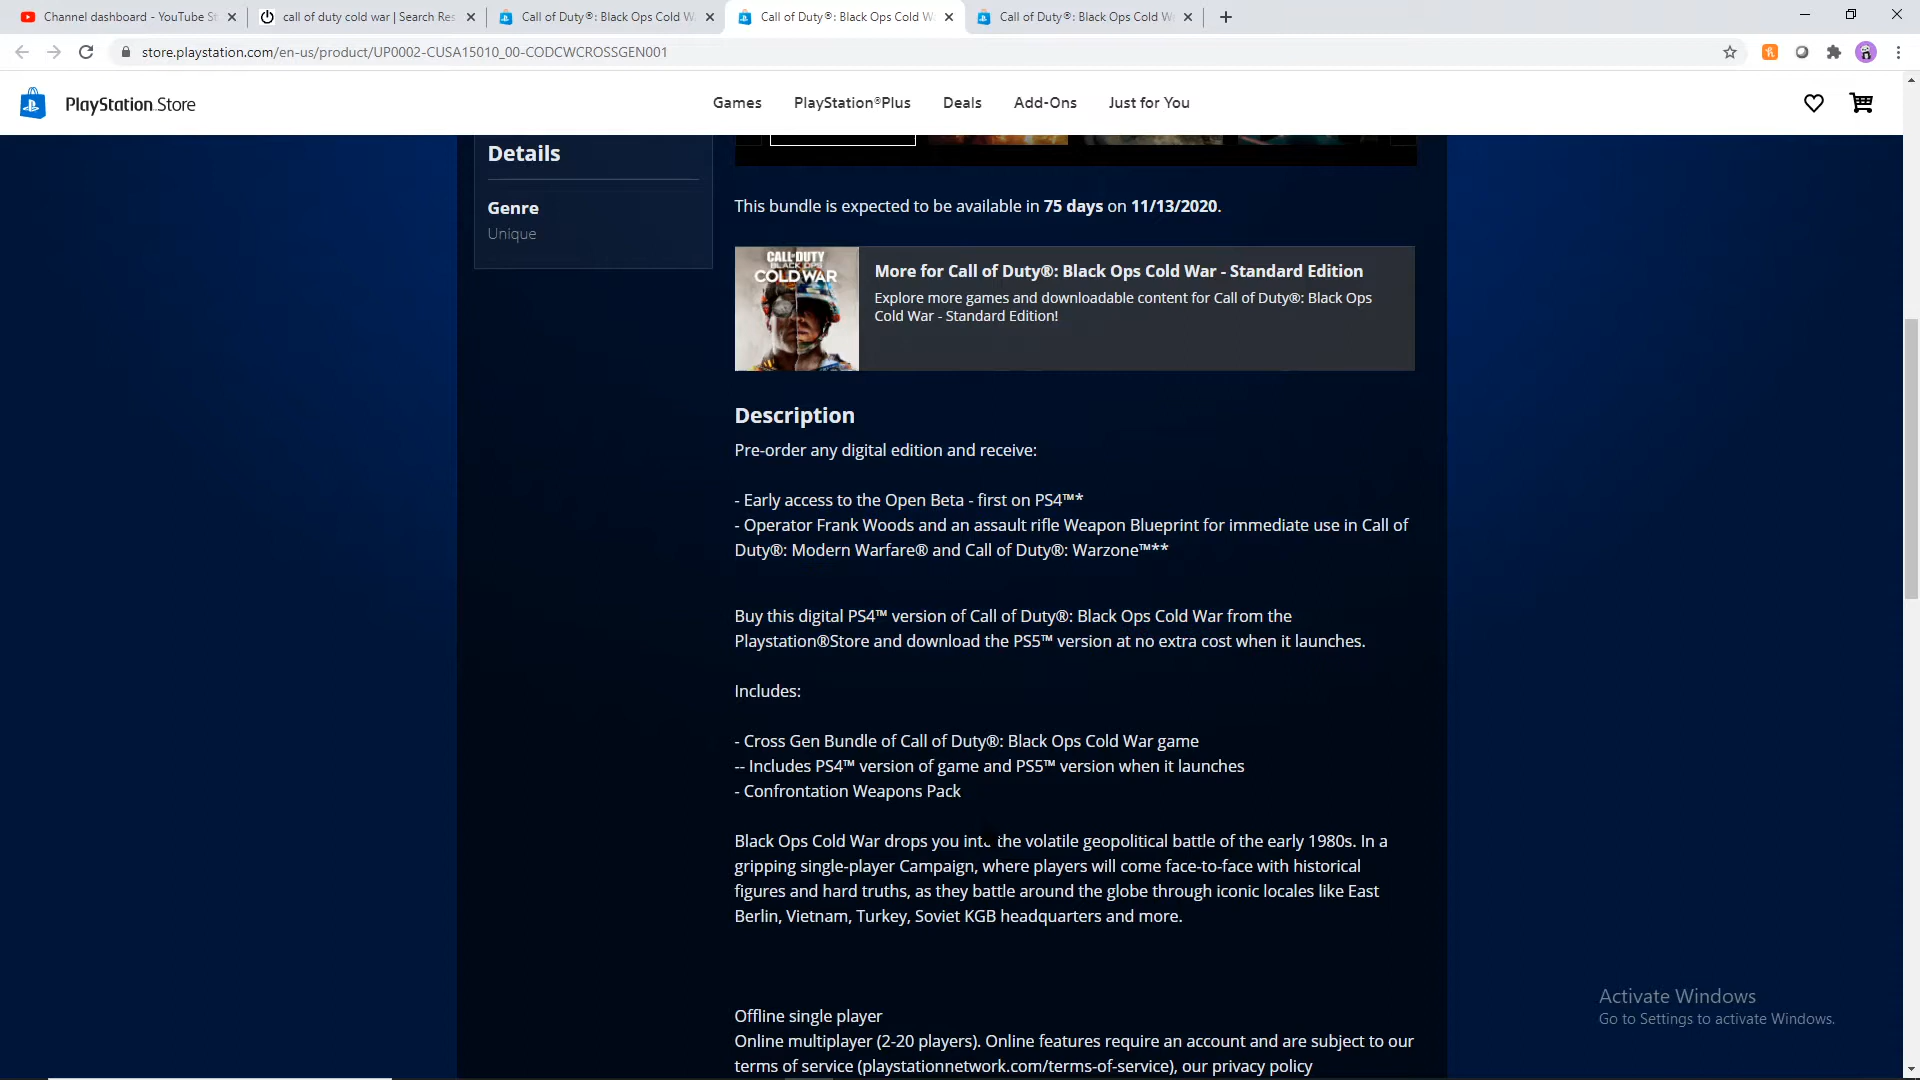 Channel dashboard - YouTube St
call of duty cold war | Search Res
Call of Duty®: Black Ops Cold W
Call of Duty®: Black Ops Cold W
Call of Duty®: Black Ops Cold W
store.playstation.com/en-us/product/UP0002-CUSA15010_00-CODCWCROSSGEN001
PlayStation Store
Games
PlayStation®Plus
Deals
Add-Ons
Just for You
Details
Genre
Unique
This bundle is expected to be available in 75 days on 11/13/2020.
CALL·DUTY
BLACK OPS
COLD WAR
More for Call of Duty®: Black Ops Cold War - Standard Edition
Explore more games and downloadable content for Call of Duty®: Black Ops
Cold War - Standard Edition!
Description
Pre-order any digital edition and receive:
- Early access to the Open Beta - first on PS4™*
- Operator Frank Woods and an assault rifle Weapon Blueprint for immediate use in Call of
Duty®: Modern Warfare® and Call of Duty®: Warzone™**
Buy this digital PS4™ version of Call of Duty®: Black Ops Cold War from the
Playstation®Store and download the PS5™ version at no extra cost when it launches.
Includes:
- Cross Gen Bundle of Call of Duty®: Black Ops Cold War game
-- Includes PS4™ version of game and PS5™ version when it launches
- Confrontation Weapons Pack
Black Ops Cold War drops you into the volatile geopolitical battle of the early 1980s. In a
gripping single-player Campaign, where players will come face-to-face with historical
figures and hard truths, as they battle around the globe through iconic locales like East
Berlin, Vietnam, Turkey, Soviet KGB headquarters and more.
Offline single player
Online multiplayer (2-20 players). Online features require an account and are subject to our
terms of service (playstationnetwork.com/terms-of-service), our privacy policy
Activate Windows
Go to Settings to activate Windows.